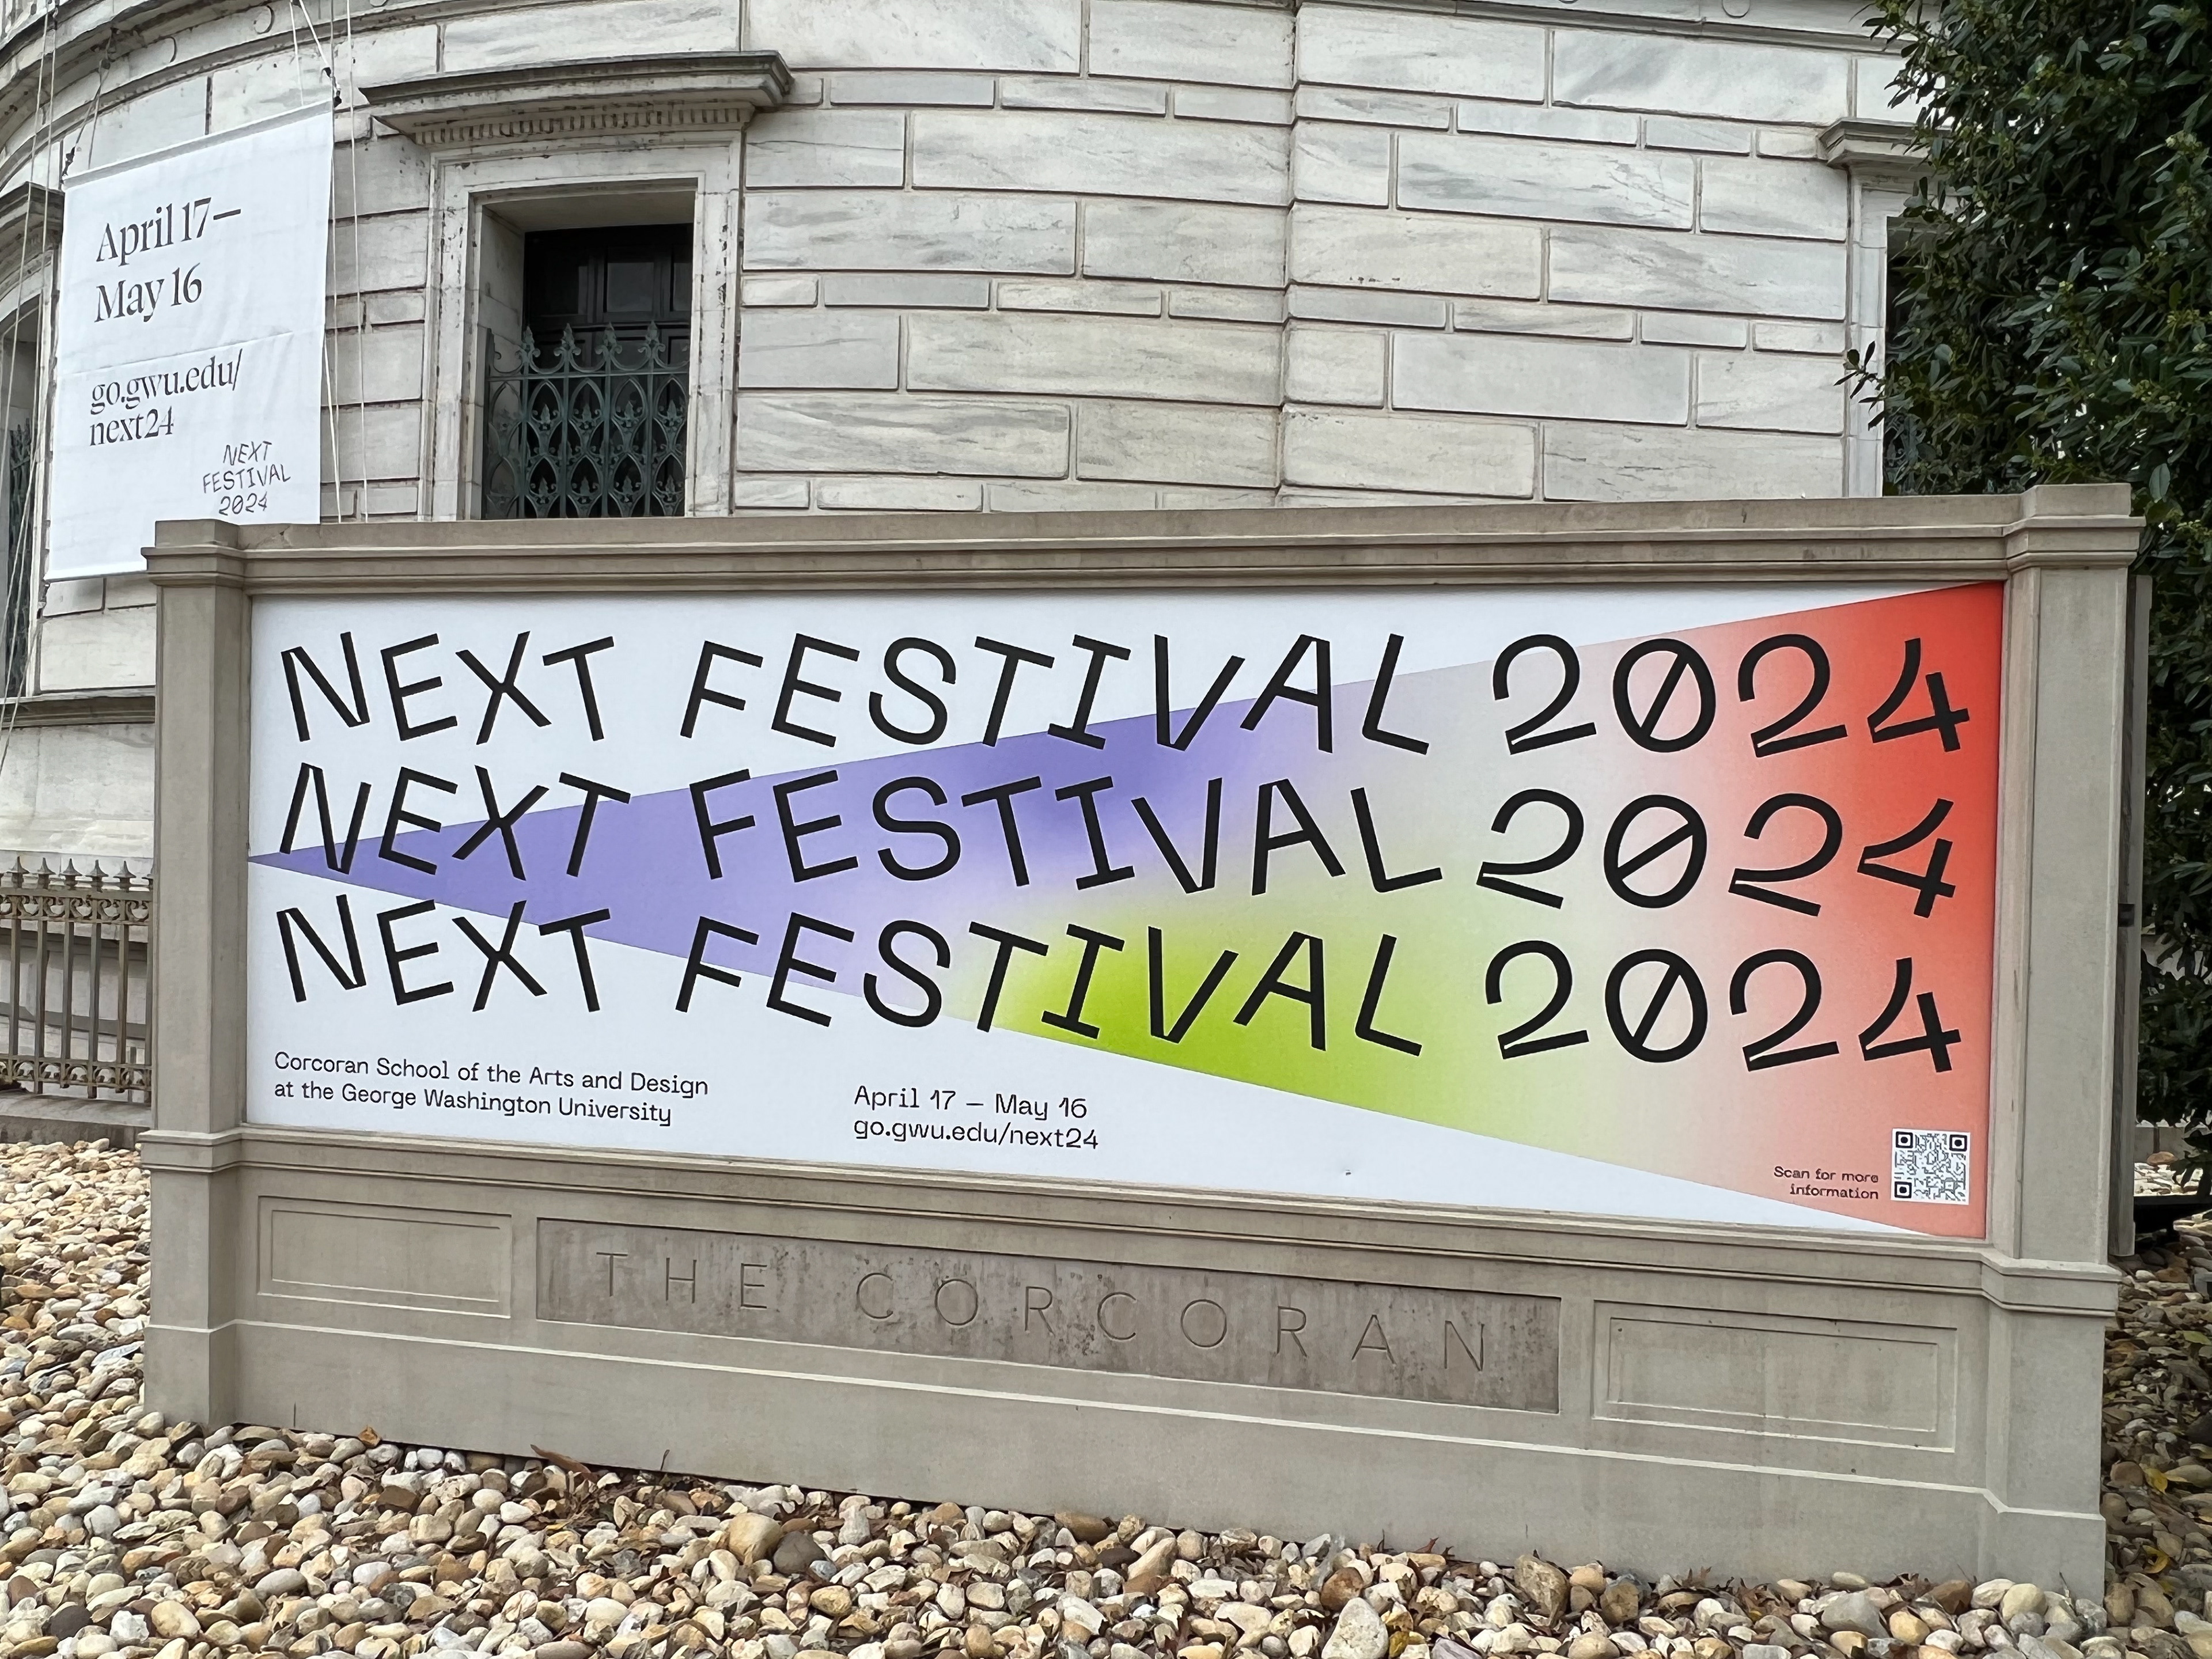 April 17–
May 16
go.gwu.edu/
next24
NEXT
FESTIVAL
2024
NEXT FESTIVAL 2024
NEXT FESTIVAL 2024
NEXT FESTIVAL 2024
Corcoran School of the Arts and Design
at the George Washington University
April 17 – May 16
go.gwu.edu/next24
Scan for more
information
THE CORCORAN